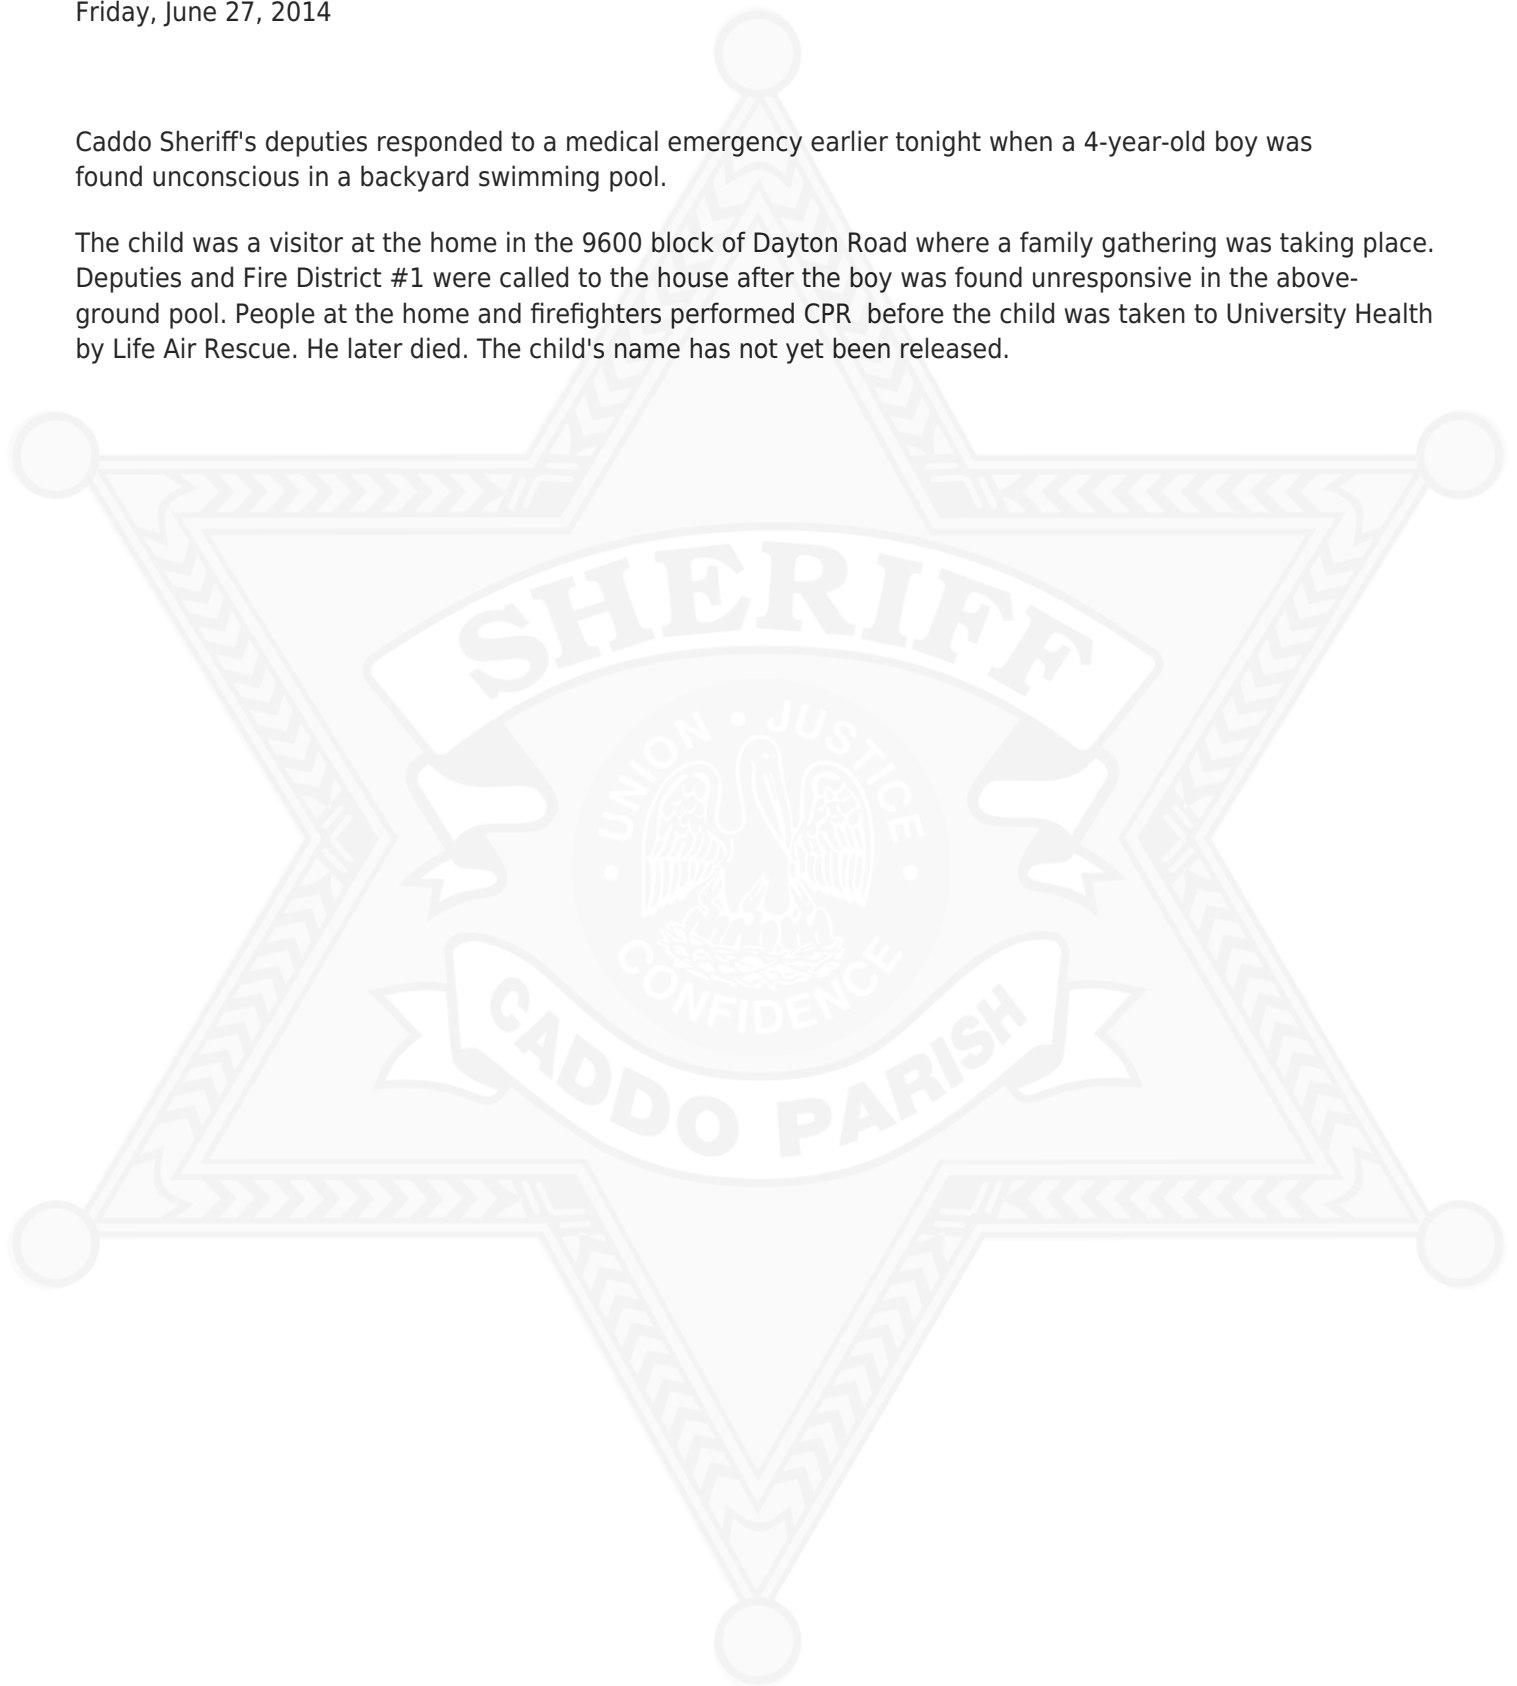 Friday, June 27, 2014
Caddo Sheriff's deputies responded to a medical emergency earlier tonight when a 4-year-old boy was
found unconscious in a backyard swimming pool.
The child was a visitor at the home in the 9600 block of Dayton Road where a family gathering was taking place.
Deputies and Fire District #1 were called to the house after the boy was found unresponsive in the above-
ground pool. People at the home and firefighters performed CPR  before the child was taken to University Health
by Life Air Rescue. He later died. The child's name has not yet been released.
SHERIFF
UNION • JUSTICE
• CONFIDENCE •
CADDO PARISH